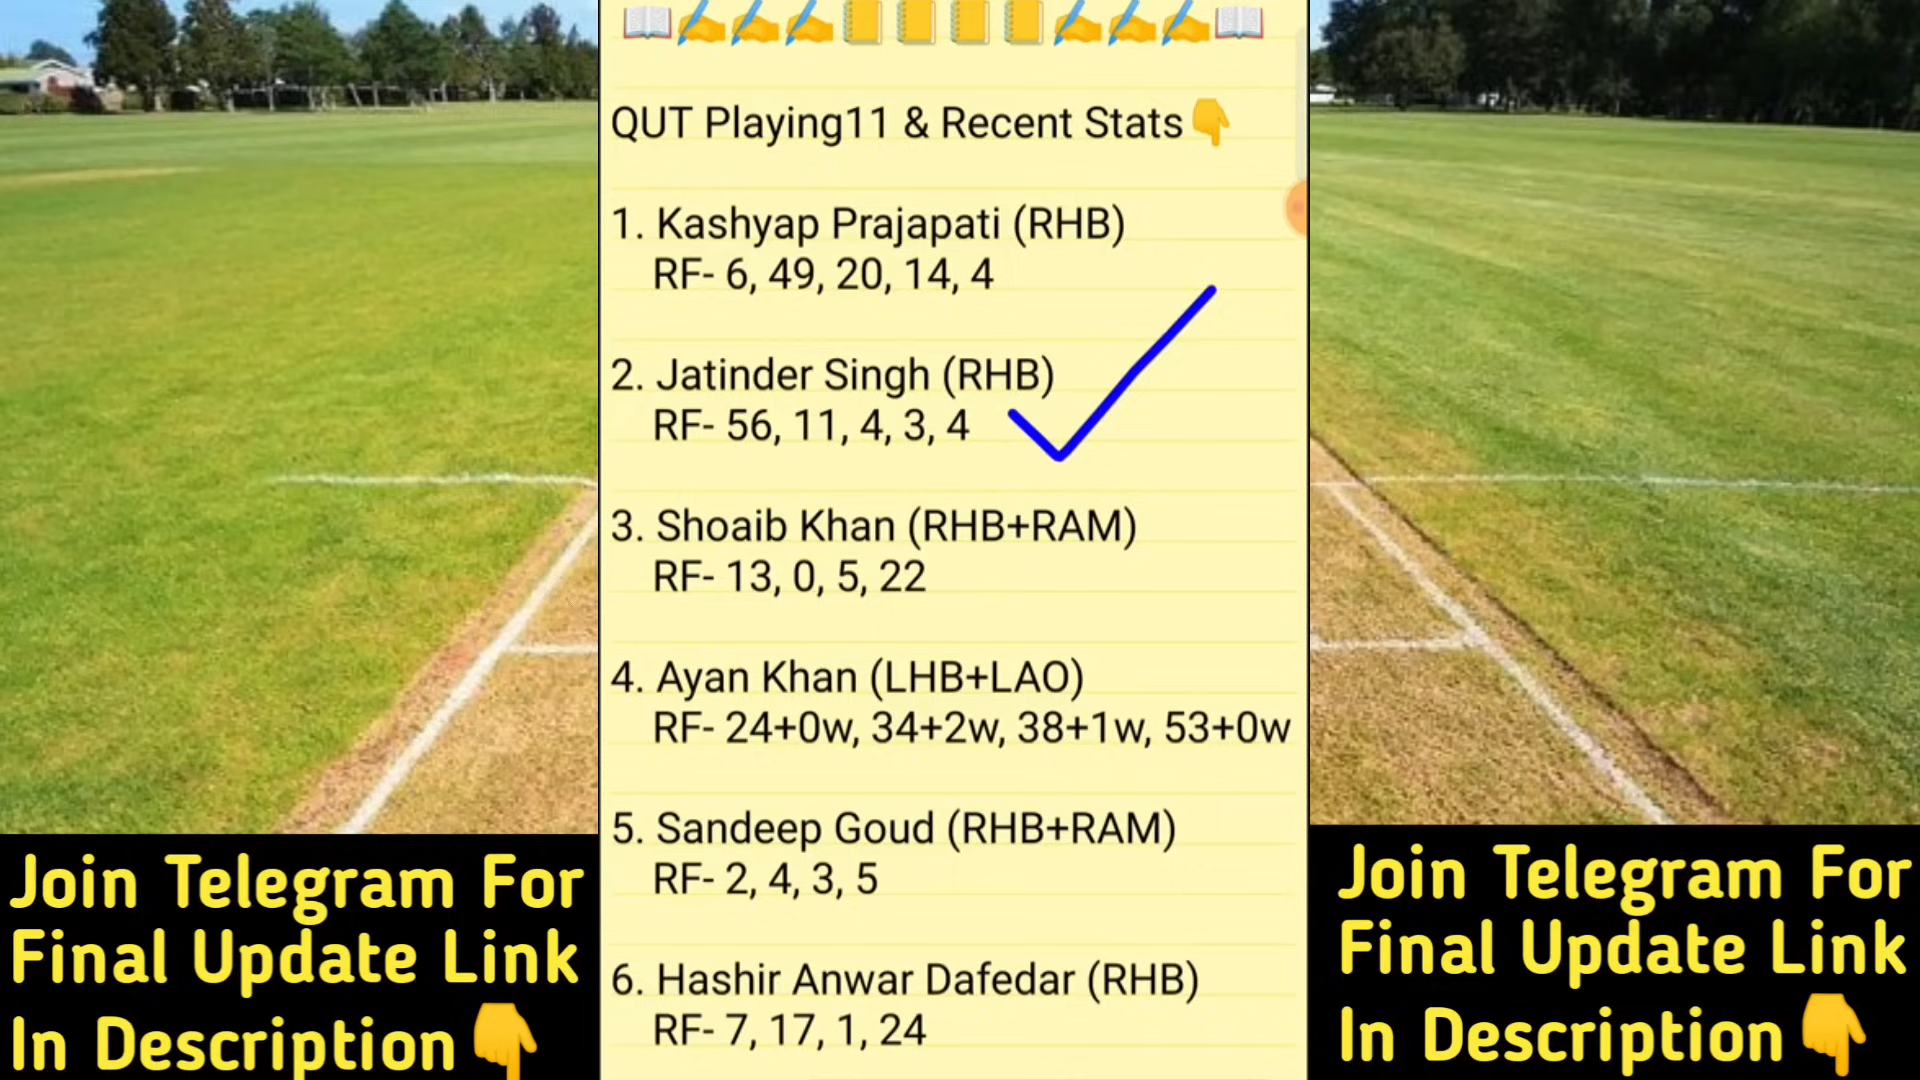 📖✍️✍️✍️📒📒📒📒✍️✍️✍️📖
QUT Playing11 & Recent Stats👇
1. Kashyap Prajapati (RHB)
RF- 6, 49, 20, 14, 4
2. Jatinder Singh (RHB)
RF- 56, 11, 4, 3, 4
3. Shoaib Khan (RHB+RAM)
RF- 13, 0, 5, 22
4. Ayan Khan (LHB+LAO)
RF- 24+0w, 34+2w, 38+1w, 53+0w
5. Sandeep Goud (RHB+RAM)
RF- 2, 4, 3, 5
6. Hashir Anwar Dafedar (RHB)
RF- 7, 17, 1, 24
Join Telegram For
Final Update Link
In Description👇
Join Telegram For
Final Update Link
In Description👇